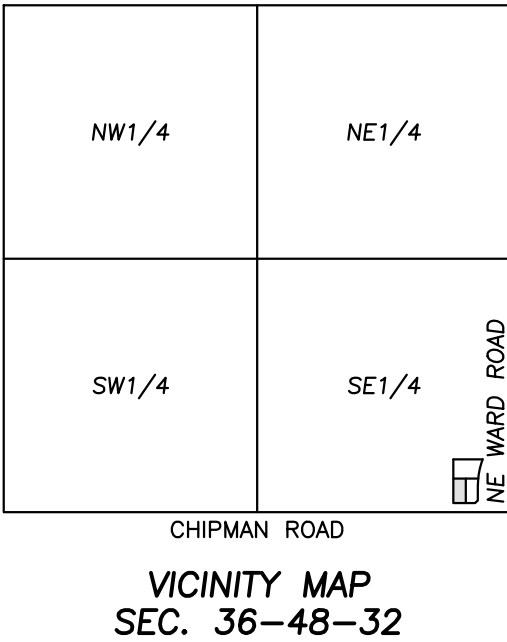 NW1/4
NE1/4
SW1/4
SE1/4
NE WARD ROAD
CHIPMAN ROAD
VICINITY MAP
SEC. 36-48-32